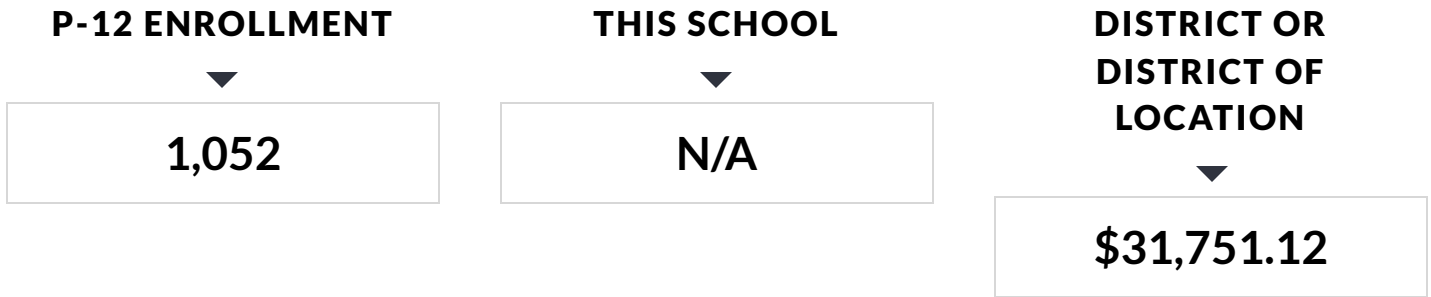 P-12 ENROLLMENT
1,052
THIS SCHOOL
N/A
DISTRICT OR
DISTRICT OF
LOCATION
$31,751.12